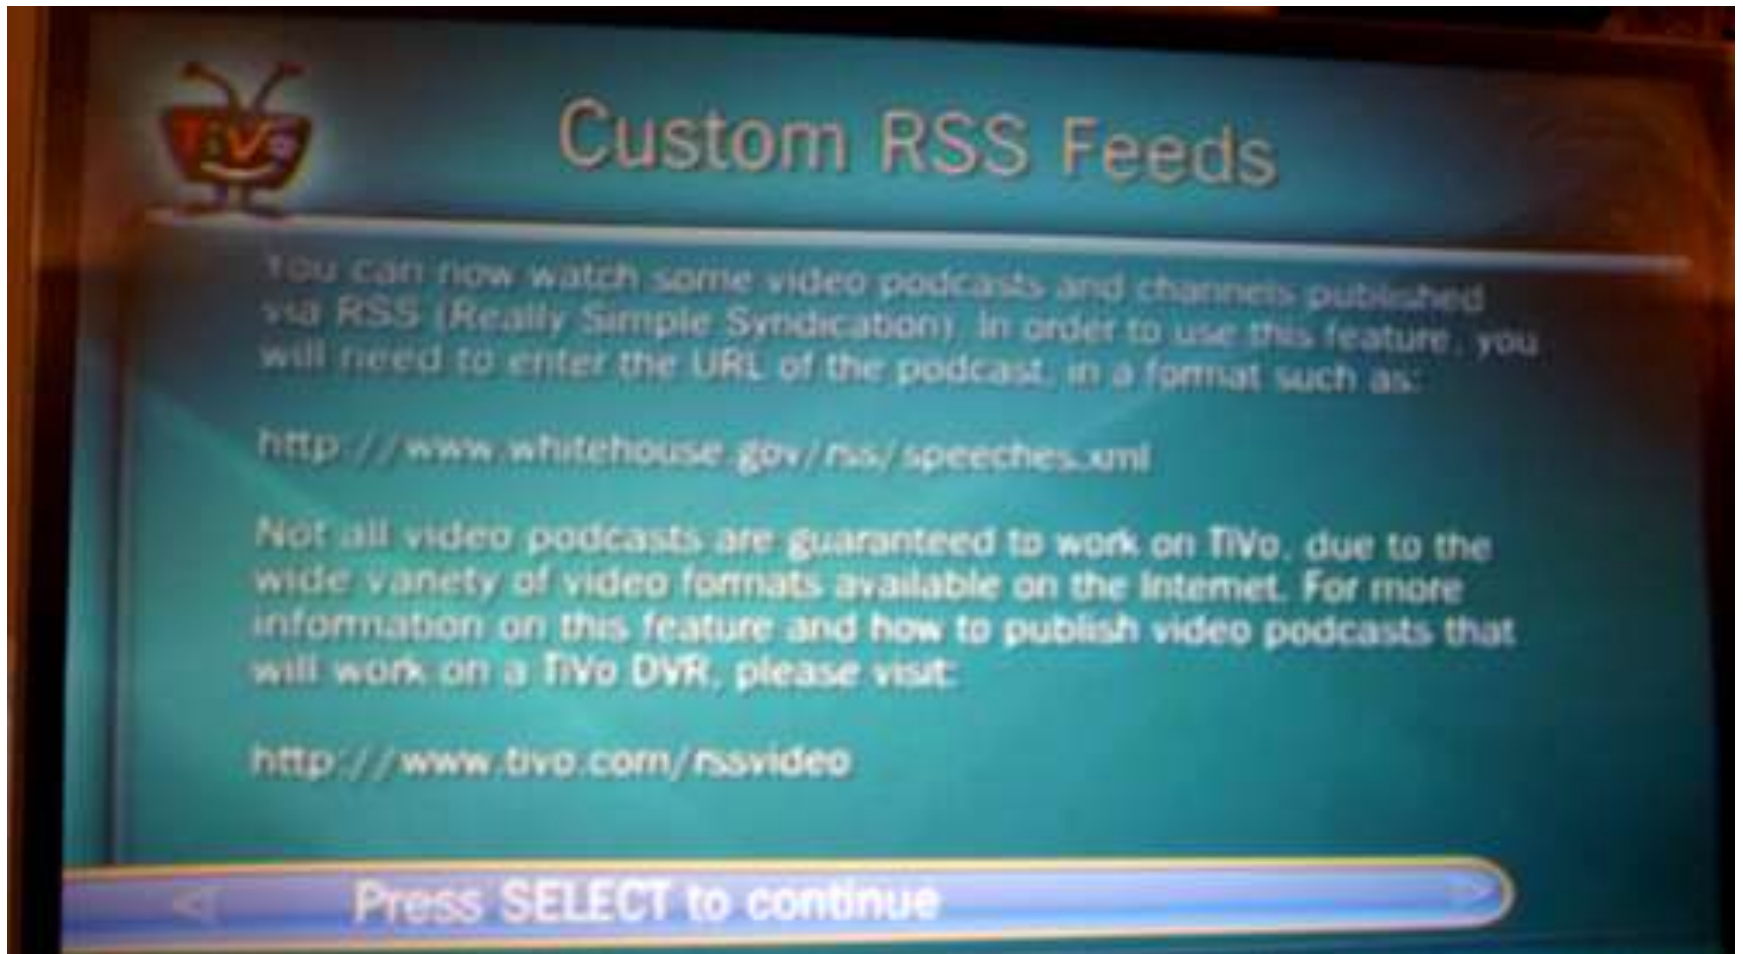 TiVo
Custom RSS Feeds
You can now watch some video podcasts and channels published
via RSS (Really Simple Syndication). In order to use this feature, you
will need to enter the URL of the podcast, in a format such as:
http://www.whitehouse.gov/rss/speeches.xml
Not all video podcasts are guaranteed to work on TiVo, due to the
wide variety of video formats available on the Internet. For more
information on this feature and how to publish video podcasts that
will work on a TiVo DVR, please visit:
http://www.tivo.com/rssvideo
Press SELECT to continue